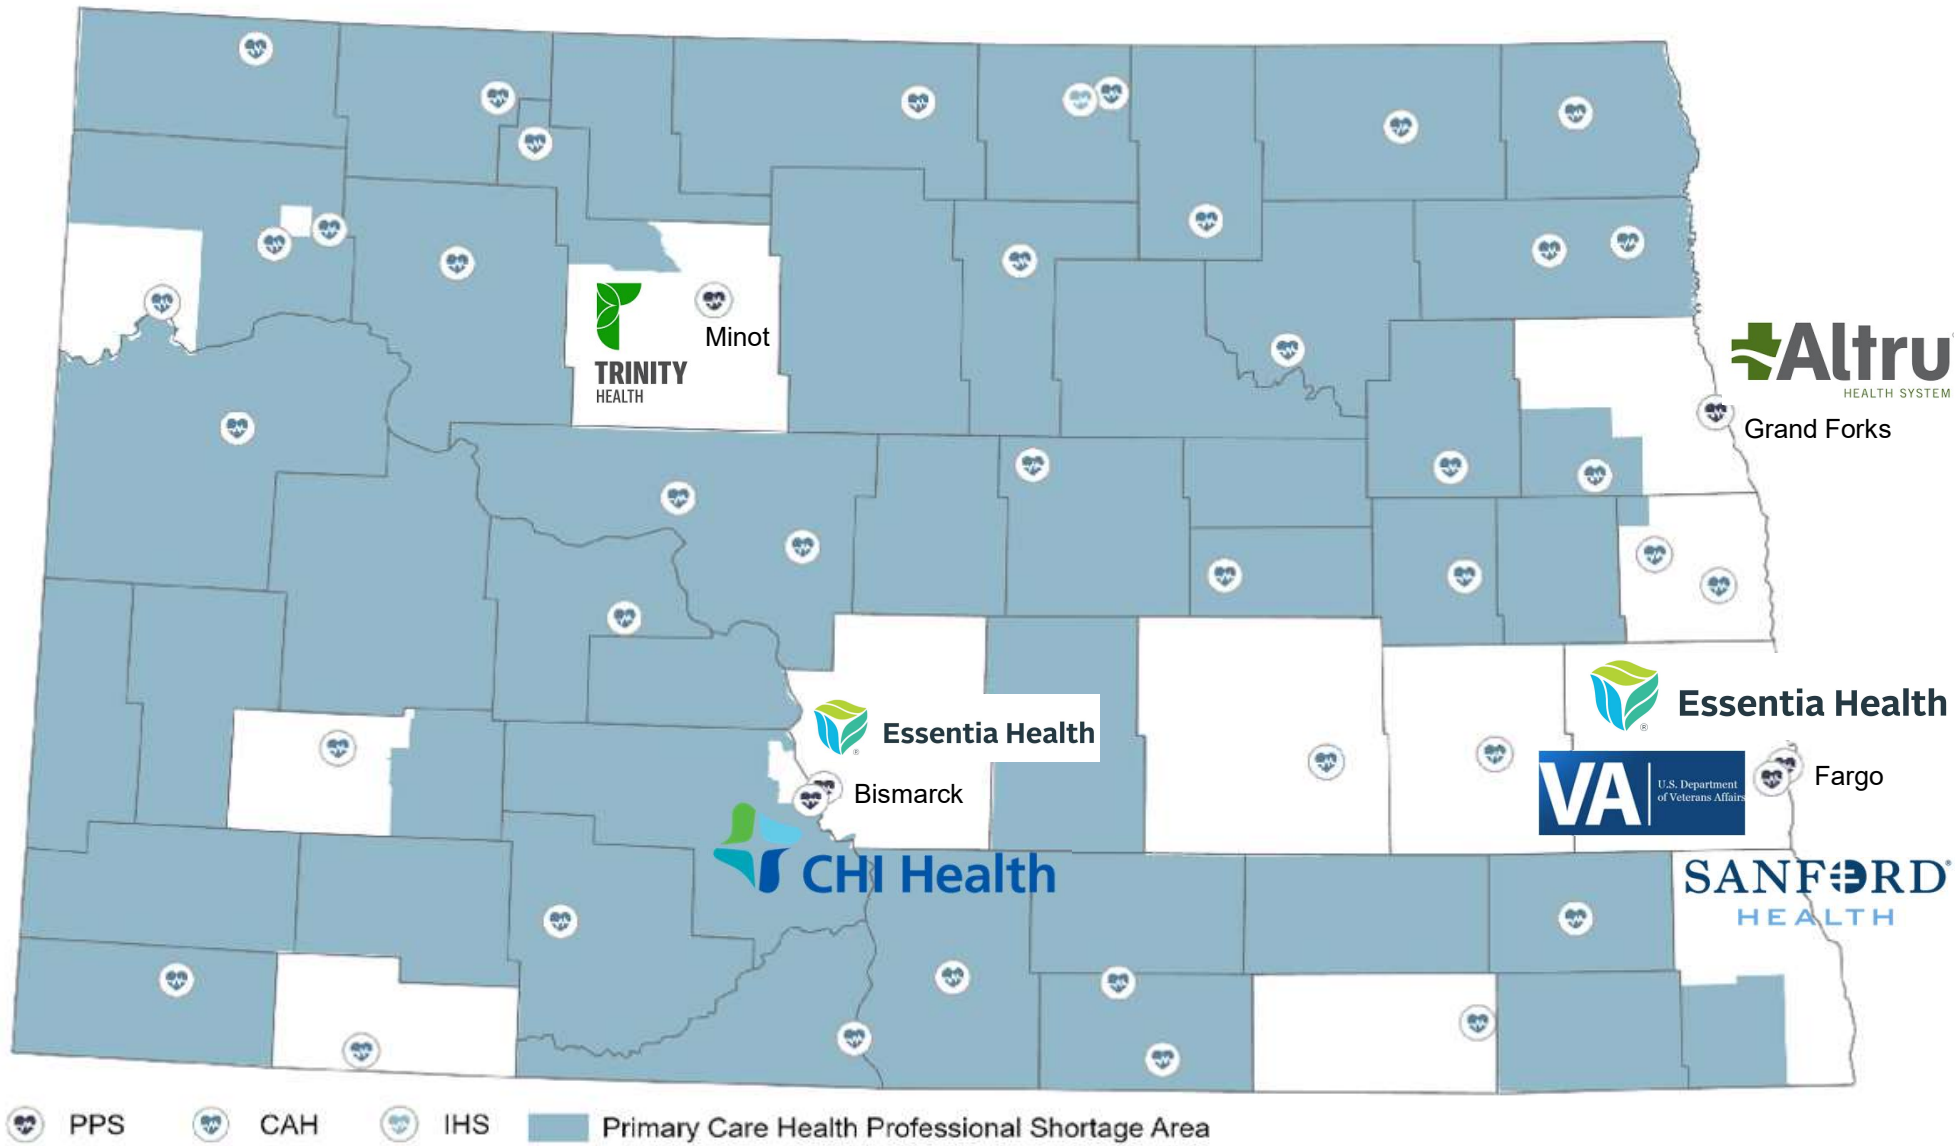 TRINITY
HEALTH
Minot
Altru
HEALTH SYSTEM
Grand Forks
Essentia Health
®
Essentia Health
®
Bismarck
VA
U.S. Department
of Veterans Affairs
Fargo
CHI Health
SANFORD®
HEALTH
PPS
CAH
IHS
Primary Care Health Professional Shortage Area